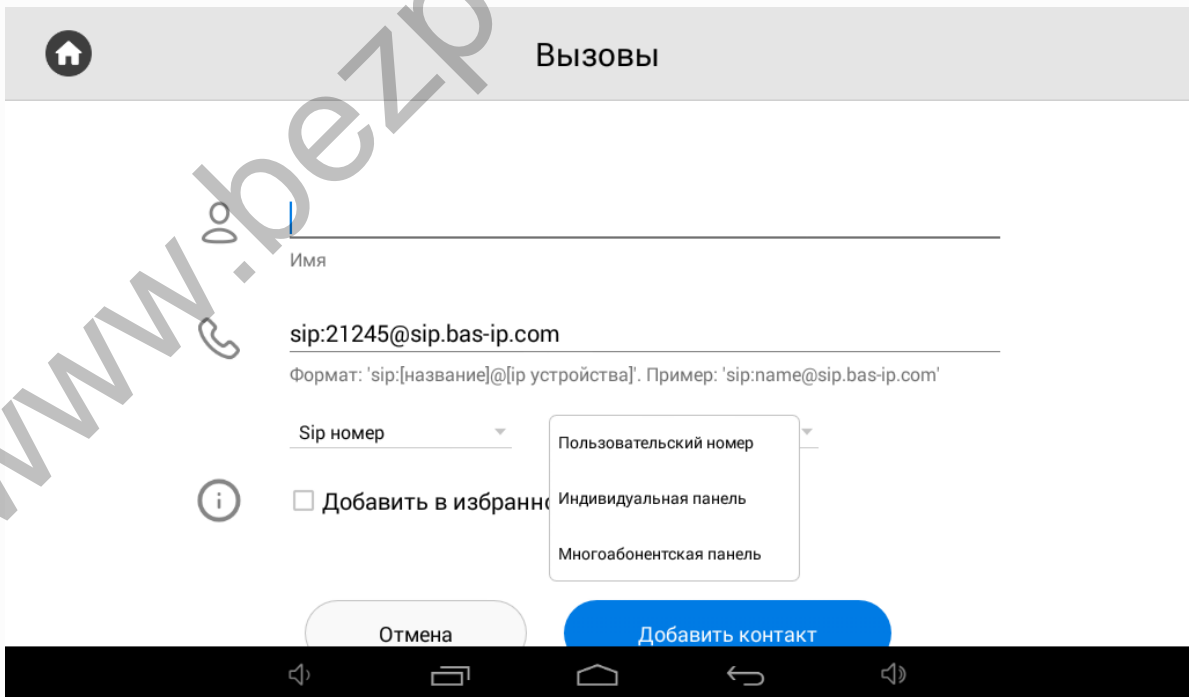 Вызовы
Имя
sip:21245@sip.bas-ip.com
Формат: 'sip:[название]@[ip устройства]'. Пример: 'sip:name@sip.bas-ip.com'
Sip номер
Пользовательский номер
Индивидуальная панель
Добавить в избранно
Многоабонентская панель
Отмена
Добавить контакт
www.bezp